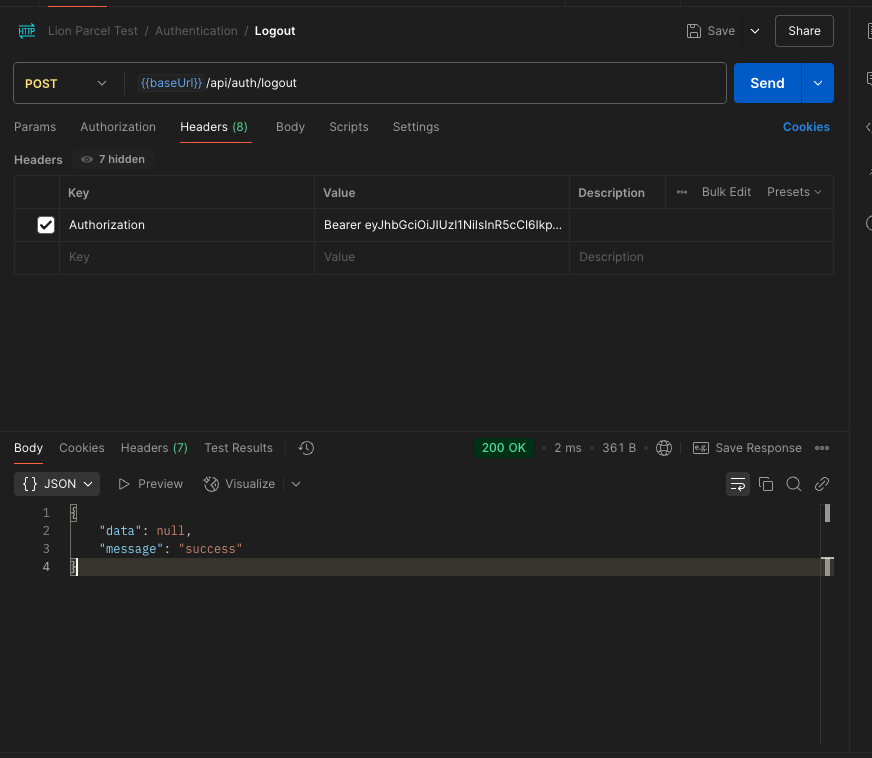 HTTP Lion Parcel Test / Authentication / Logout Save Share
POST {{baseUrl}} /api/auth/logout Send
Params Authorization Headers (8) Body Scripts Settings Cookies
Headers 7 hidden
Key Value Description Bulk Edit Presets
Authorization Bearer eyJhbGciOiJIUzI1NiIsInR5cCI6Ikp...
Key Value Description
Body Cookies Headers (7) Test Results 200 OK • 2 ms • 361 B • e.g. Save Response
{} JSON Preview Visualize
1 {
2 "data": null,
3 "message": "success"
4 }